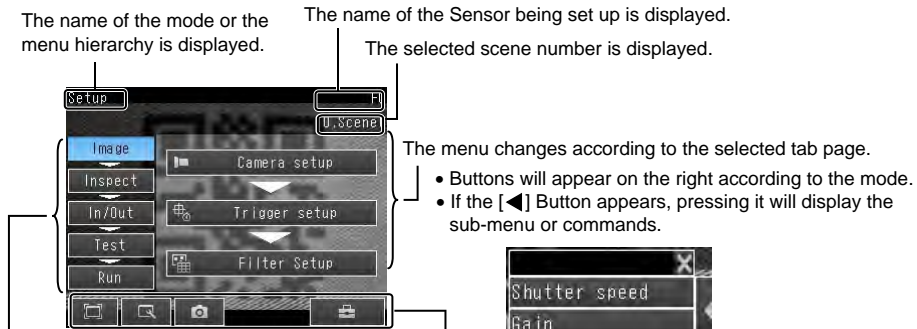 The name of the mode or the
menu hierarchy is displayed.
The name of the Sensor being set up is displayed.
The selected scene number is displayed.
Setup
0.Scene
Image
Inspect
In/Out
Test
Run
Camera setup
Trigger setup
Filter Setup
The menu changes according to the selected tab page.
• Buttons will appear on the right according to the mode.
• If the [◀] Button appears, pressing it will display the
sub-menu or commands.
Shutter speed
Gain